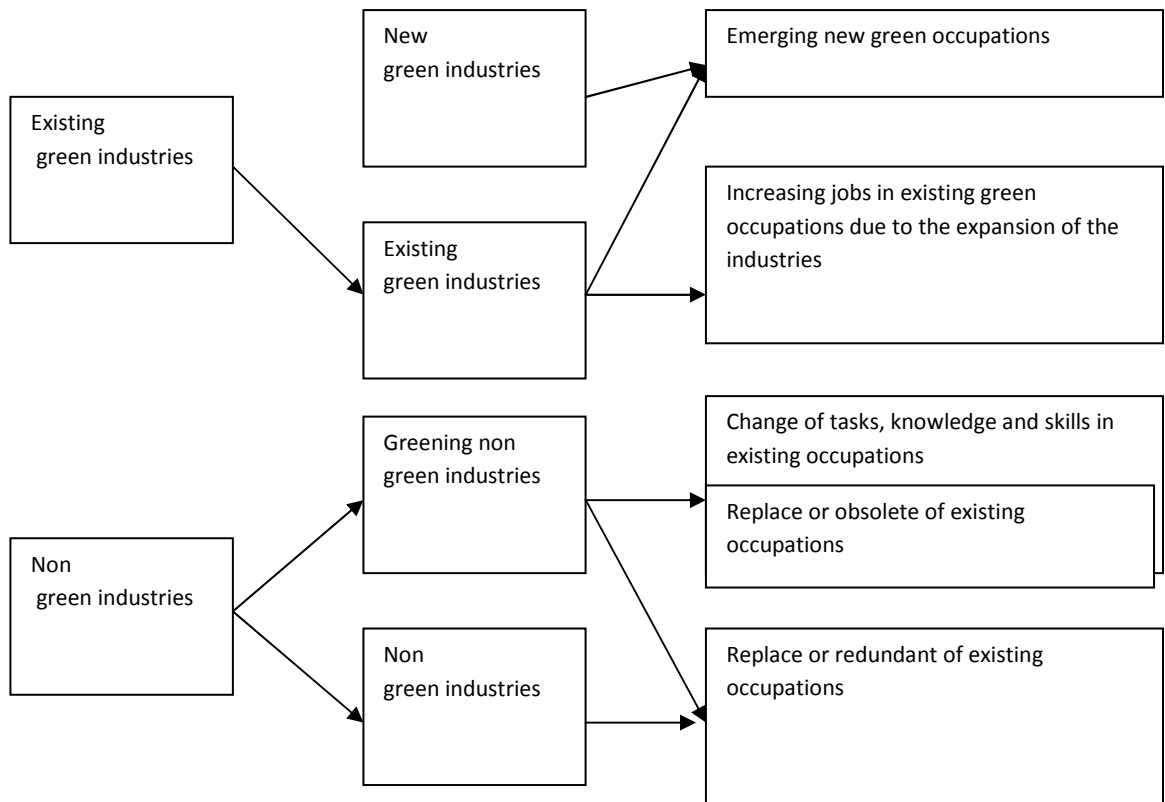 New
green industries
Emerging new green occupations
Existing
green industries
Increasing jobs in existing green
occupations due to the expansion of the
industries
Existing
green industries
Change of tasks, knowledge and skills in
existing occupations
Greening non
green industries
Replace or obsolete of existing
occupations
Non
green industries
Non
green industries
Replace or redundant of existing
occupations